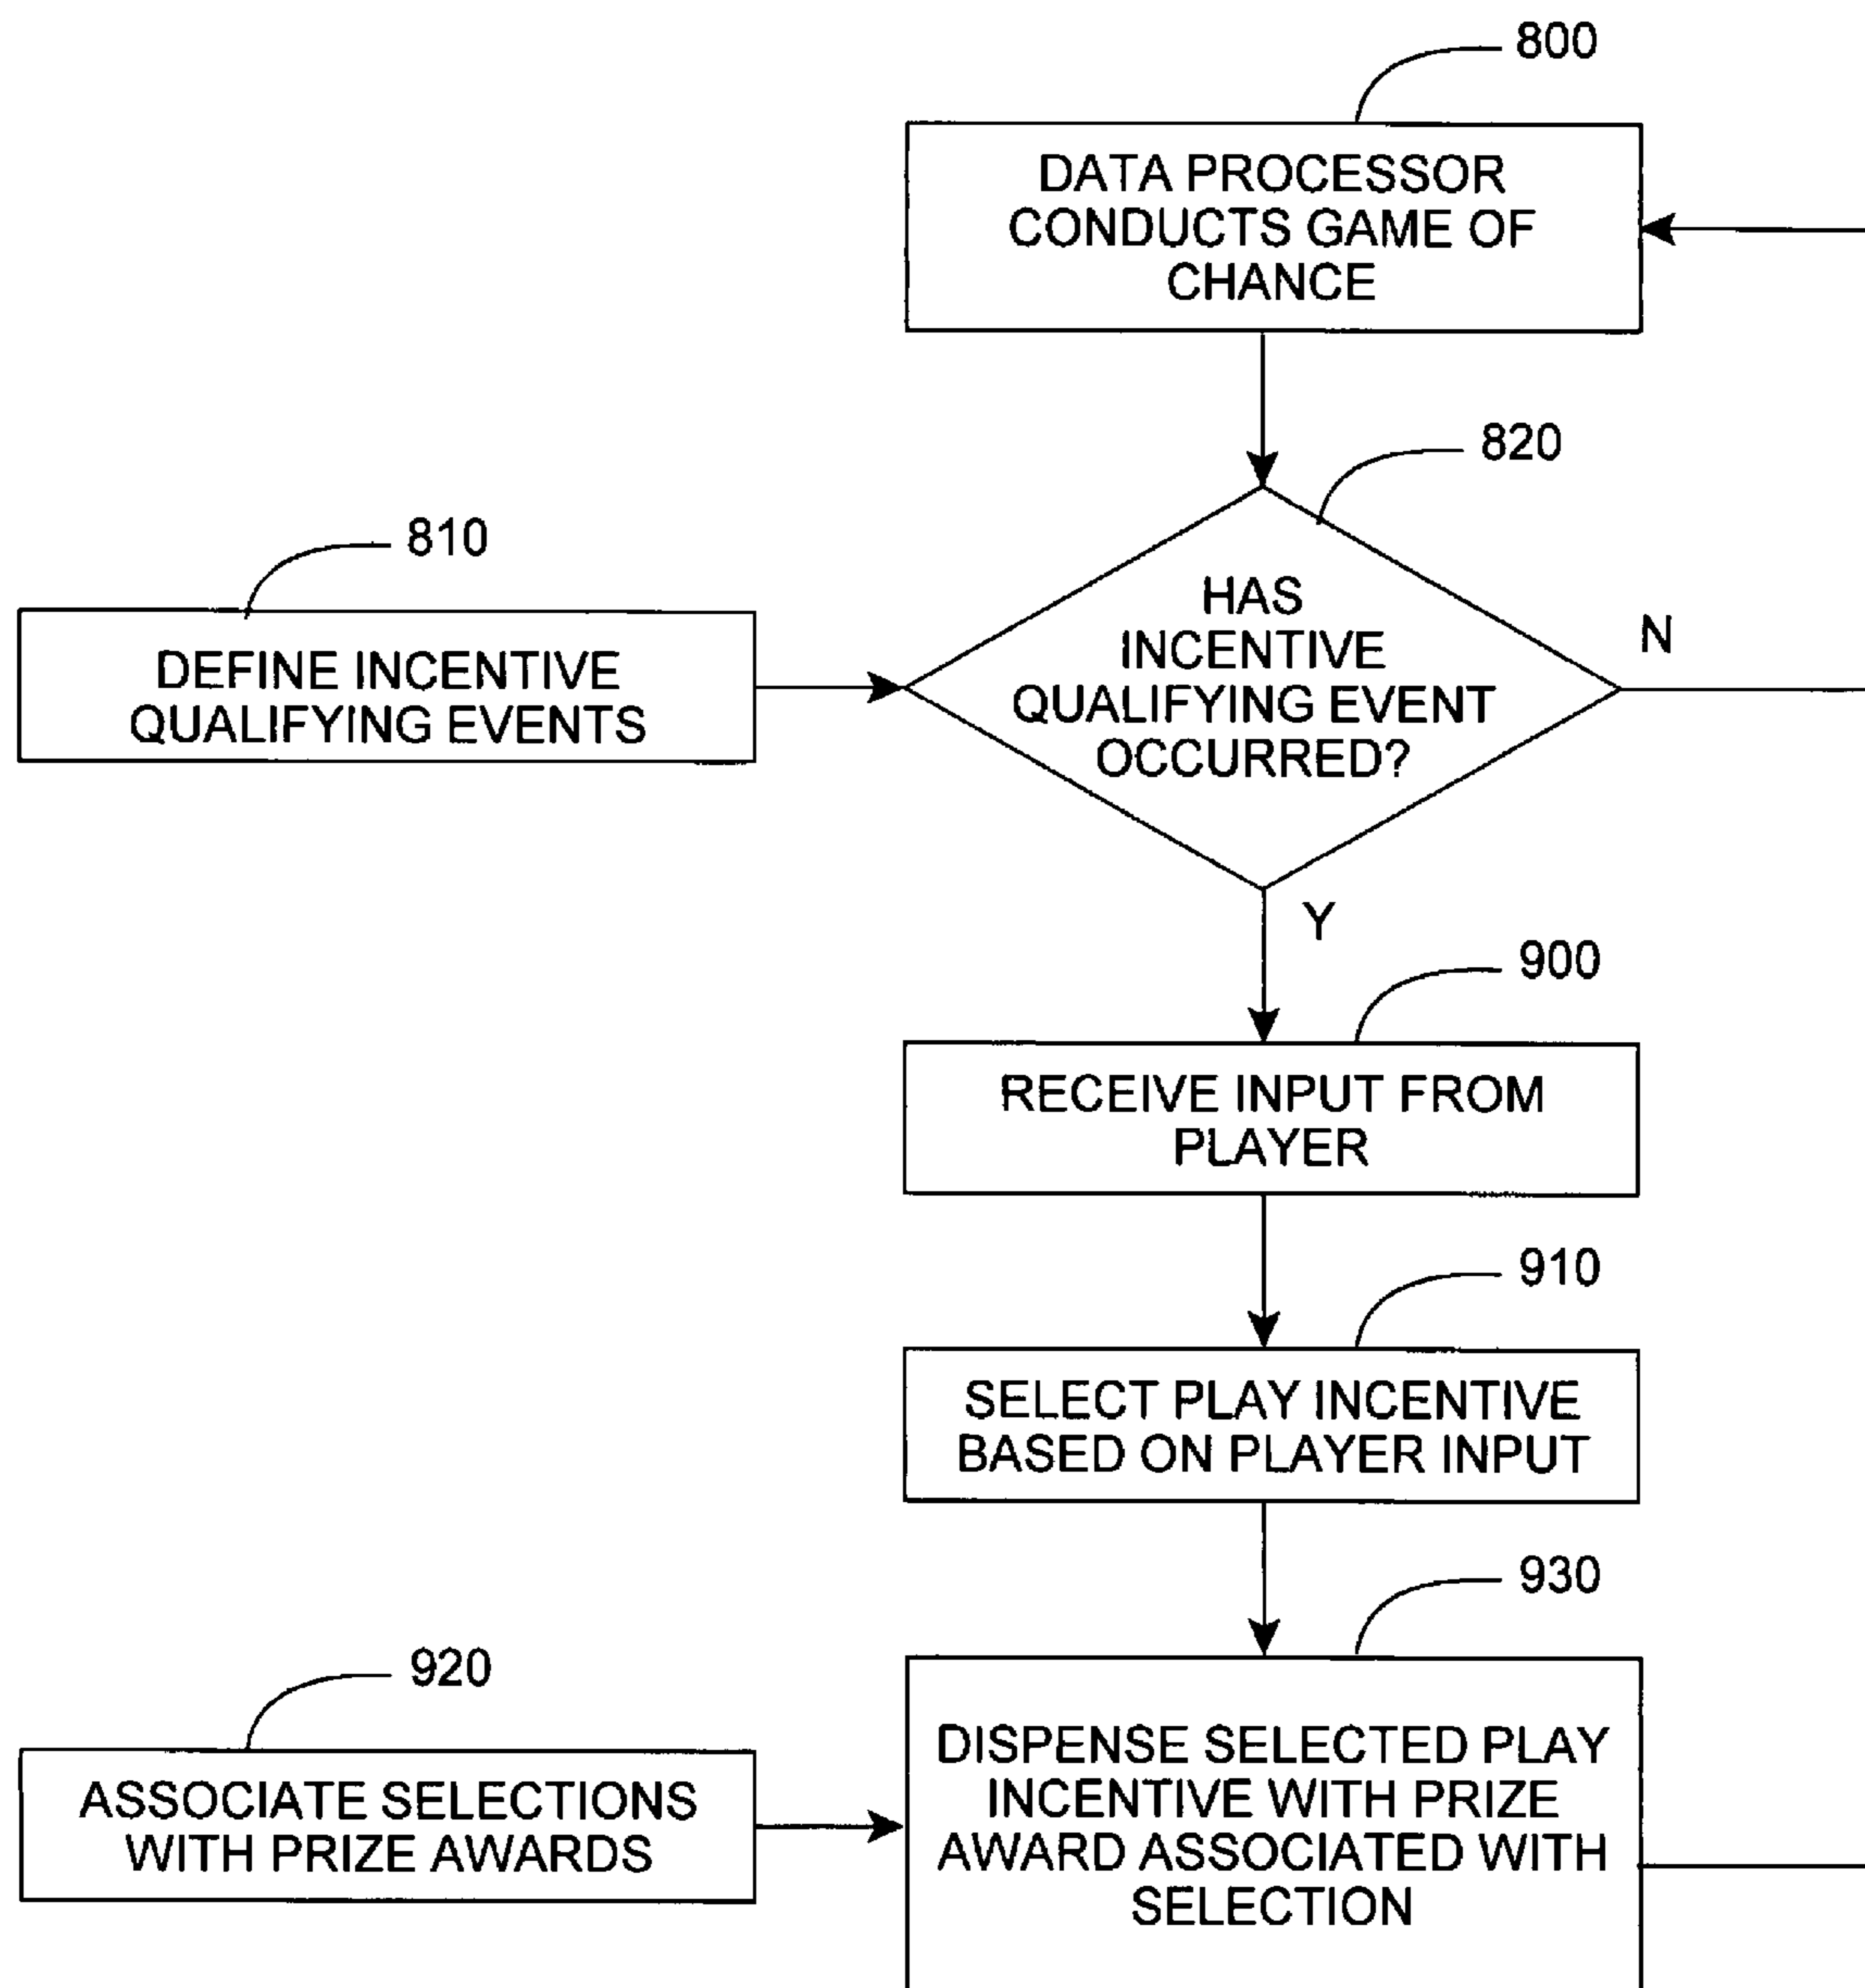 800
DATA PROCESSOR
CONDUCTS GAME OF
CHANCE
820
810
DEFINE INCENTIVE
QUALIFYING EVENTS
HAS
INCENTIVE
QUALIFYING EVENT
OCCURRED?
N
Y
900
RECEIVE INPUT FROM
PLAYER
910
SELECT PLAY INCENTIVE
BASED ON PLAYER INPUT
930
920
ASSOCIATE SELECTIONS
WITH PRIZE AWARDS
DISPENSE SELECTED PLAY
INCENTIVE WITH PRIZE
AWARD ASSOCIATED WITH
SELECTION